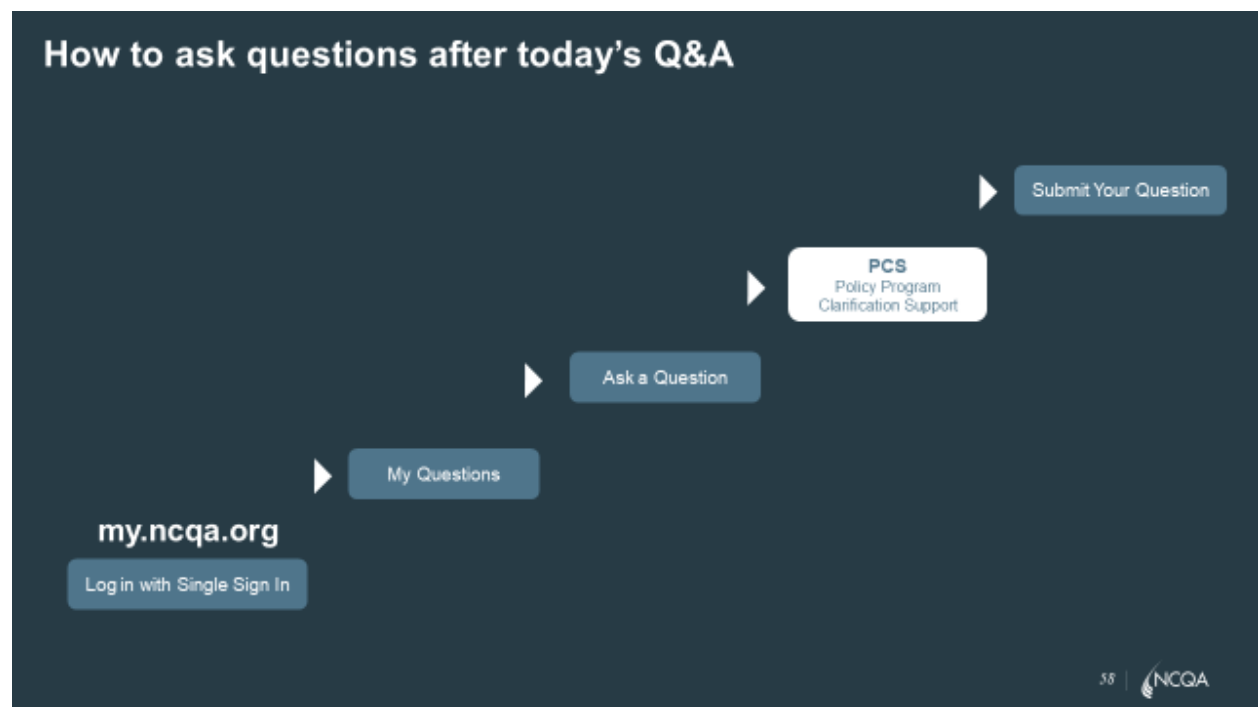 How to ask questions after today's Q&A
Submit Your Question
PCS
Policy Program
Clarification Support
Ask a Question
My Questions
my.ncqa.org
Log in with Single Sign In
58
NCQA